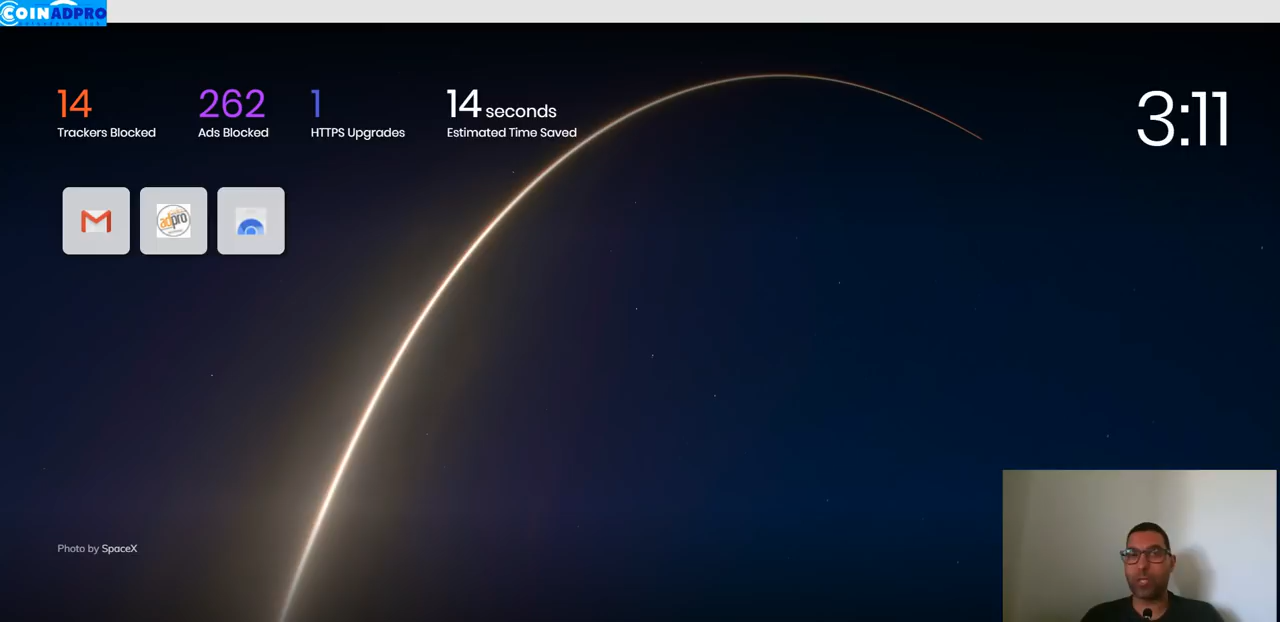 COINADPRO
14
Trackers Blocked
262
Ads Blocked
1
HTTPS Upgrades
14 seconds
Estimated Time Saved
3:11
adpro
Photo by SpaceX